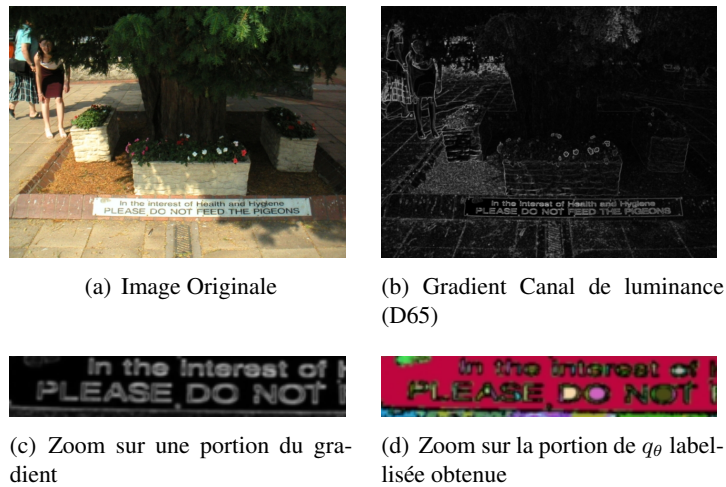 In the interest of Health and Hygiene
PLEASE DO NOT FEED THE PIGEONS
In the interest of Health and Hygiene
PLEASE DO NOT FEED THE PIGEONS
(a) Image Originale
(b) Gradient Canal de luminance
(D65)
In the interest of H
PLEASE DO NOT
In the interest of H
PLEASE DO NOT
(c) Zoom sur une portion du gra-
dient
(d) Zoom sur la portion de qθ label-
lisée obtenue